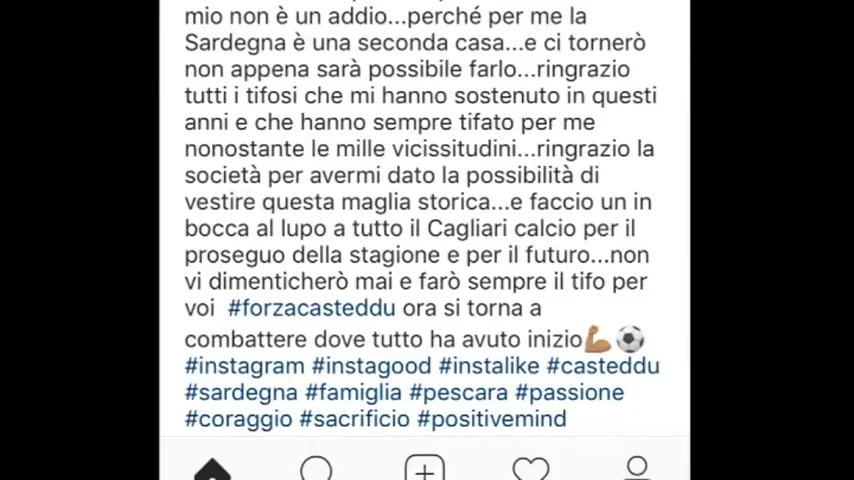 mio non è un addio...perché per me la
Sardegna è una seconda casa...e ci tornerò
non appena sarà possibile farlo...ringrazio
tutti i tifosi che mi hanno sostenuto in questi
anni e che hanno sempre tifato per me
nonostante le mille vicissitudini...ringrazio la
società per avermi dato la possibilità di
vestire questa maglia storica...e faccio un in
bocca al lupo a tutto il Cagliari calcio per il
proseguo della stagione e per il futuro...non
vi dimenticherò mai e farò sempre il tifo per
voi #forzacasteddu ora si torna a
combattere dove tutto ha avuto inizio💪🏽⚽
#instagram #instagood #instalike #casteddu
#sardegna #famiglia #pescara #passione
#coraggio #sacrificio #positivemind